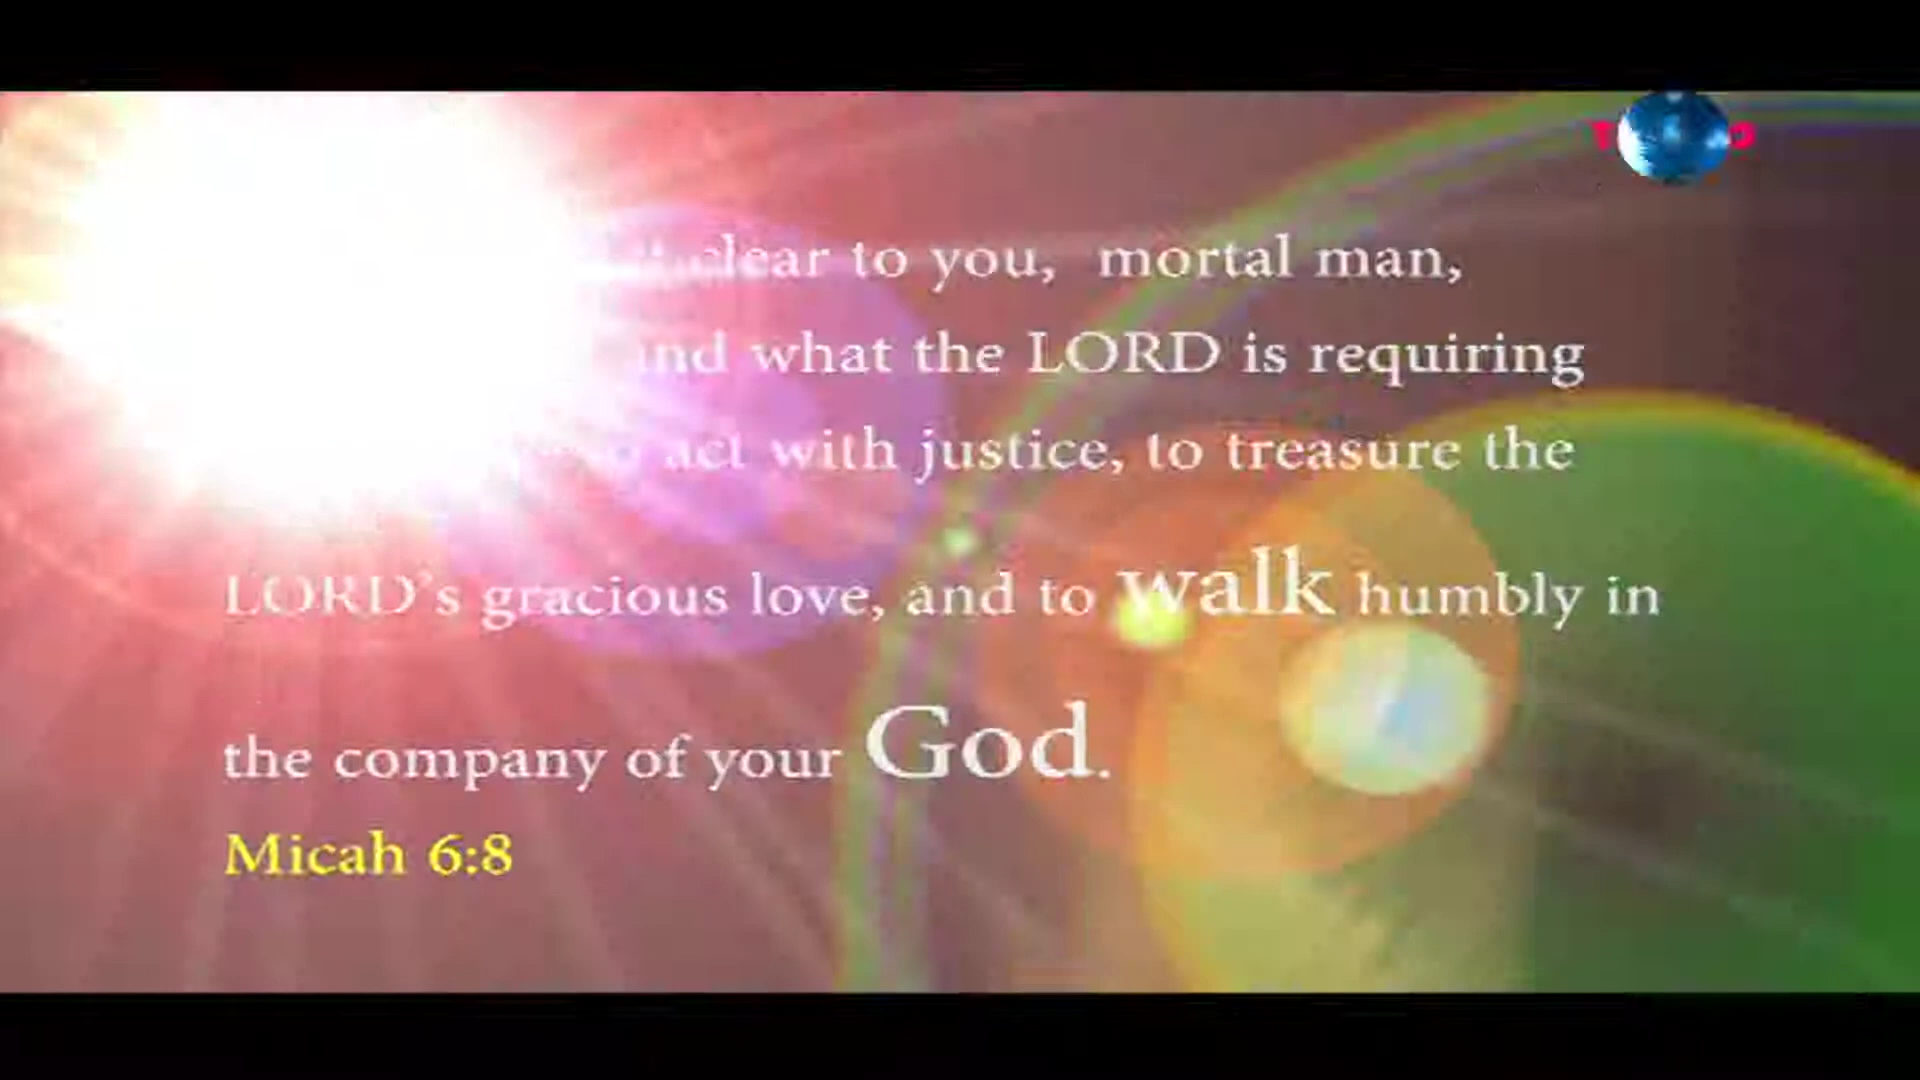 clear to you, mortal man,
and what the LORD is requiring
act with justice, to treasure the
LORD's gracious love, and to walk humbly in
the company of your God.
Micah 6:8